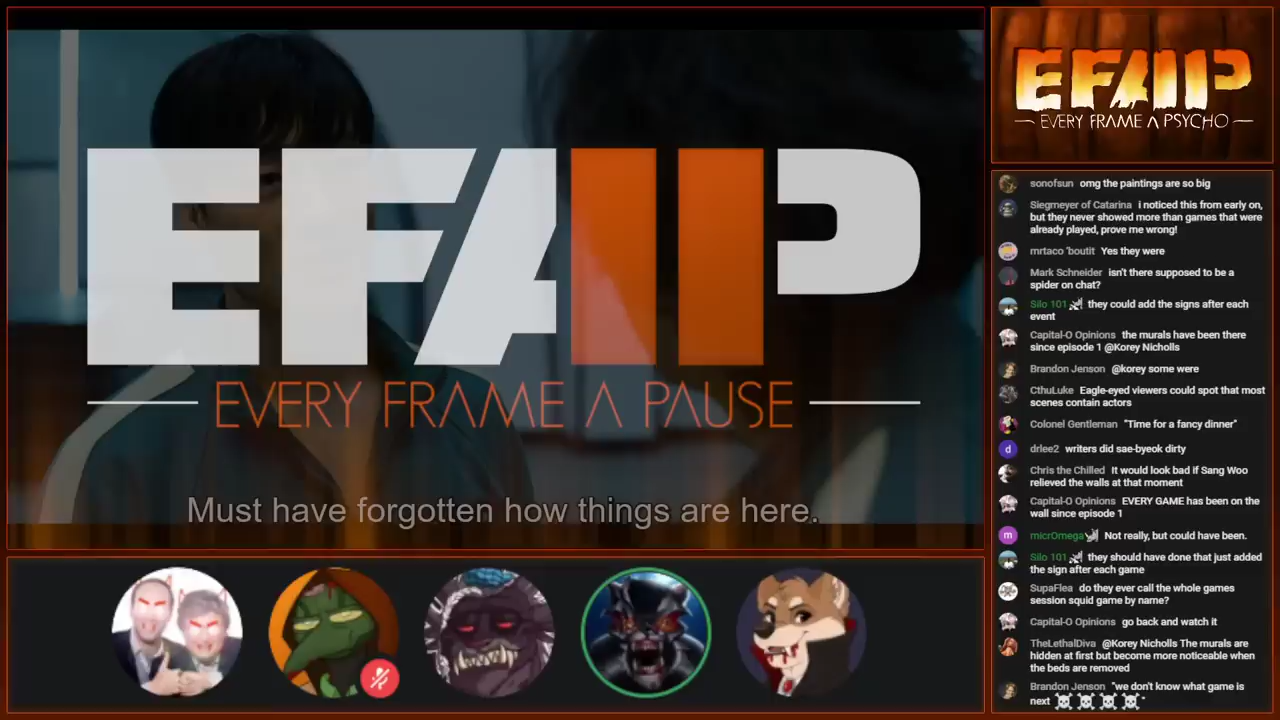 EFAIIP
EVERY FRAME A PAUSE
Must have forgotten how things are here.
EFAIIP
EVERY FRAME A PSYCHO
sonofsun omg the paintings are so big
Siegmeyer of Catarina i noticed this from early on,
but they never showed more than games that were
already played, prove me wrong!
mrtaco 'boutit Yes they were
Mark Schneider isn't there supposed to be a
spider on chat?
Silo 101 they could add the signs after each
event
Capital-O Opinions the murals have been there
since episode 1 @Korey Nicholls
Brandon Jenson @korey some were
CthuLuke Eagle-eyed viewers could spot that most
scenes contain actors
Colonel Gentleman "Time for a fancy dinner"
d drlee2 writers did sae-byeok dirty
Chris the Chilled It would look bad if Sang Woo
relieved the walls at that moment
Capital-O Opinions EVERY GAME has been on the
wall since episode 1
m micrOmega Not really, but could have been.
Silo 101 they should have done that just added
the sign after each game
SupaFlea do they ever call the whole games
session squid game by name?
Capital-O Opinions go back and watch it
TheLethalDiva @Korey Nicholls The murals are
hidden at first but become more noticeable when
the beds are removed
Brandon Jenson "we don't know what game is
next ☠ ☠ ☠ ☠"